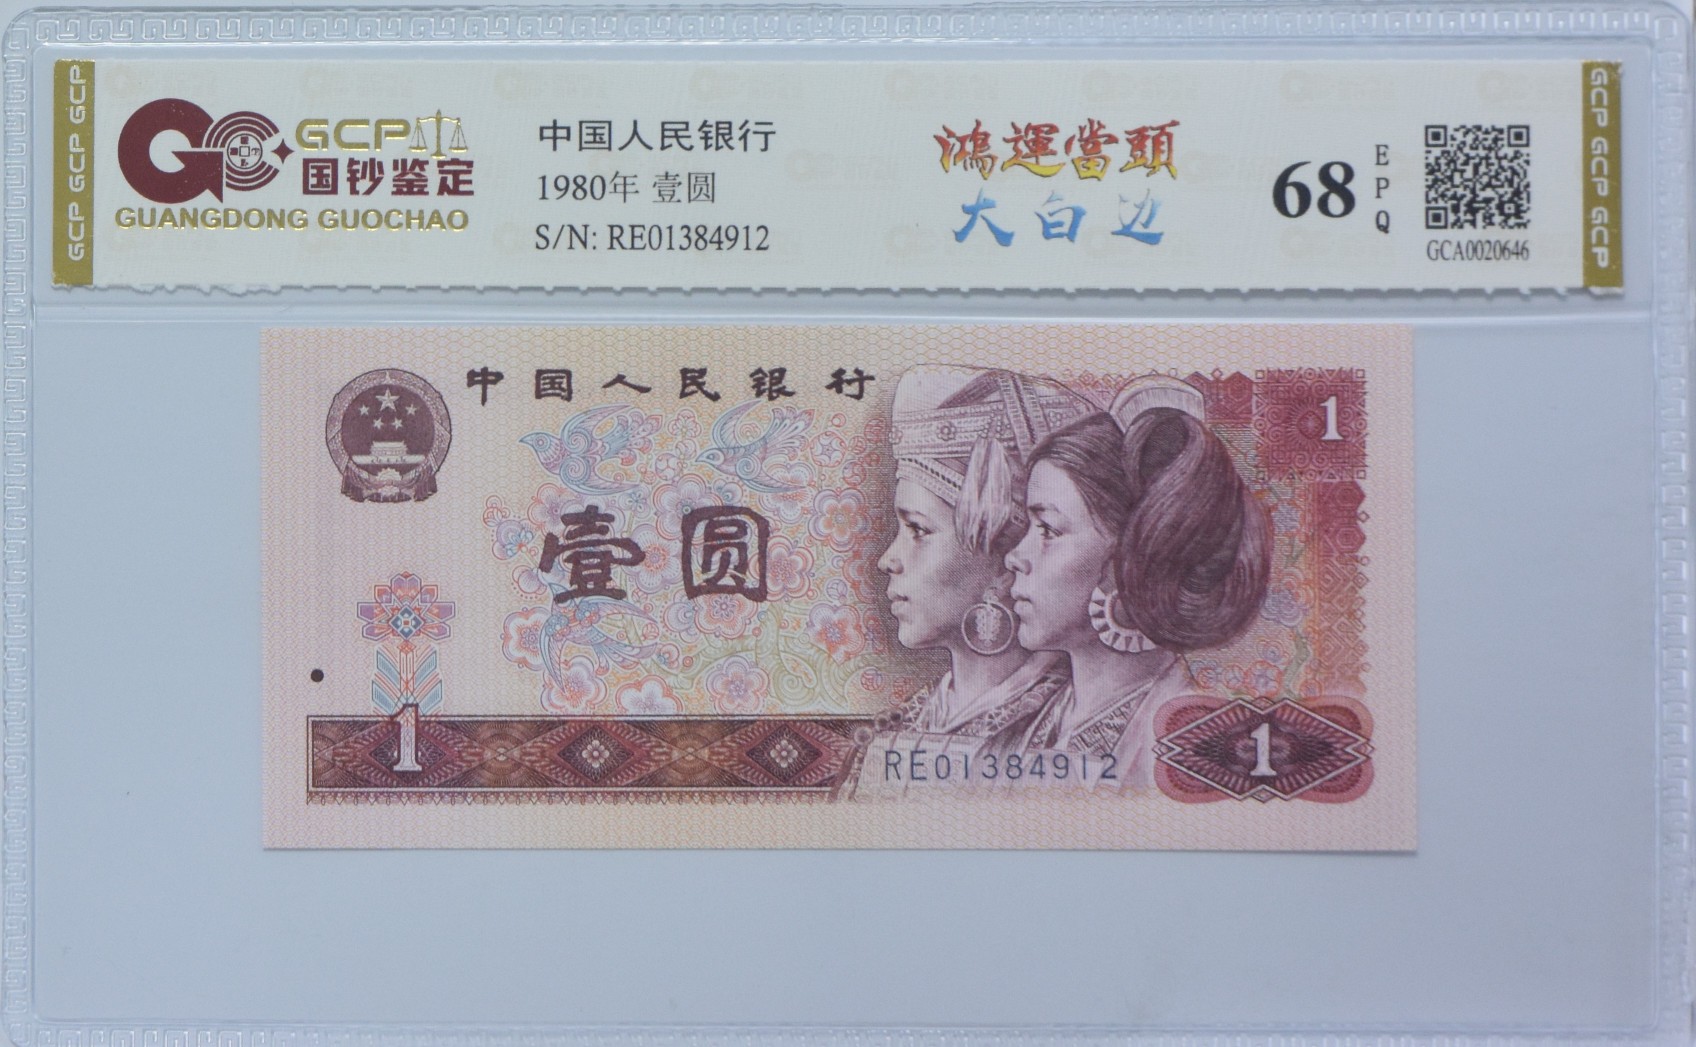 GCP GCP GCP
GCP
国钞鉴定
GUANGDONG GUOCHAO
中国人民银行
1980年 壹圆
S/N: RE01384912
鴻運當頭
大白边
68
EPQ
GCA0020646
GCP GCP GCP
中国人民银行
1
壹圆
1
RE01384912
1